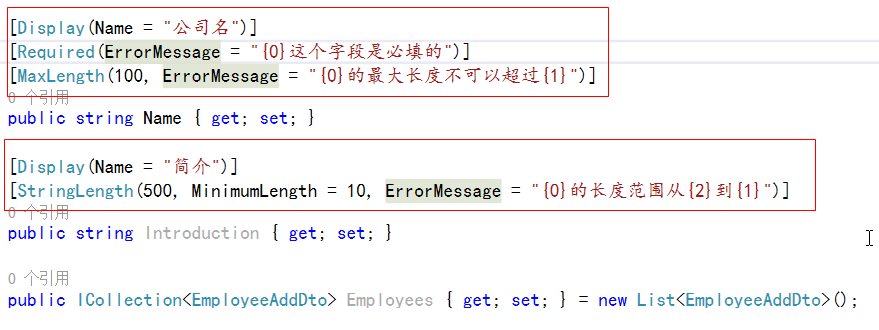 [Display(Name = "公司名")]
[Required(ErrorMessage = "{0}这个字段是必填的")]
[MaxLength(100, ErrorMessage = "{0}的最大长度不可以超过{1}")]
0 个引用
public string Name { get; set; }
[Display(Name = "简介")]
[StringLength(500, MinimumLength = 10, ErrorMessage = "{0}的长度范围从{2}到{1}")]
0 个引用
public string Introduction { get; set; }
0 个引用
public ICollection<EmployeeAddDto> Employees { get; set; } = new List<EmployeeAddDto>();